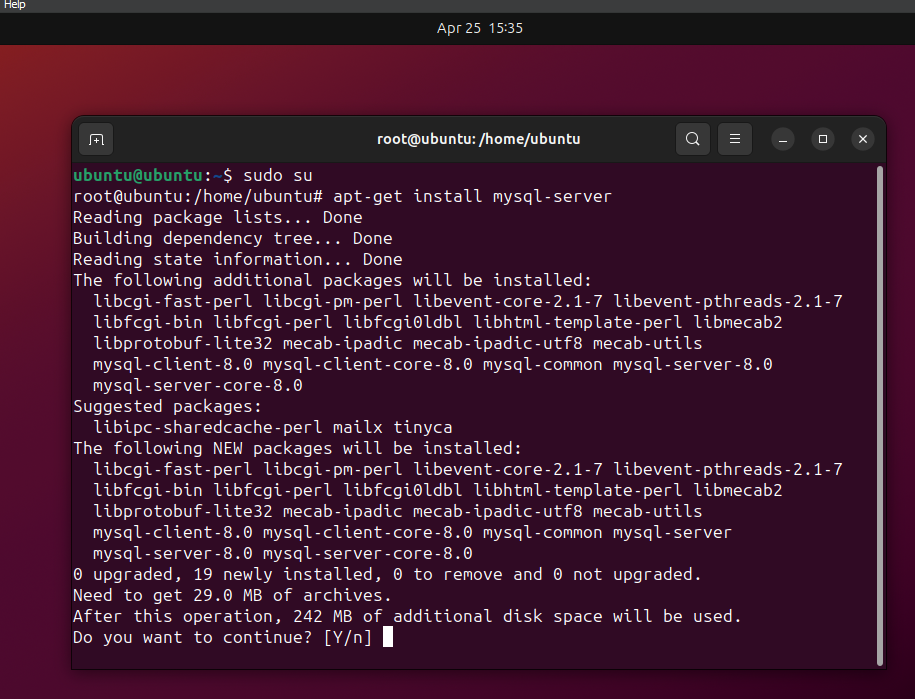 Help
Apr 25 15:35
root@ubuntu: /home/ubuntu
ubuntu@ubuntu:~$ sudo su
root@ubuntu:/home/ubuntu# apt-get install mysql-server
Reading package lists... Done
Building dependency tree... Done
Reading state information... Done
The following additional packages will be installed:
  libcgi-fast-perl libcgi-pm-perl libevent-core-2.1-7 libevent-pthreads-2.1-7
  libfcgi-bin libfcgi-perl libfcgi0ldbl libhtml-template-perl libmecab2
  libprotobuf-lite32 mecab-ipadic mecab-ipadic-utf8 mecab-utils
  mysql-client-8.0 mysql-client-core-8.0 mysql-common mysql-server-8.0
  mysql-server-core-8.0
Suggested packages:
  libipc-sharedcache-perl mailx tinyca
The following NEW packages will be installed:
  libcgi-fast-perl libcgi-pm-perl libevent-core-2.1-7 libevent-pthreads-2.1-7
  libfcgi-bin libfcgi-perl libfcgi0ldbl libhtml-template-perl libmecab2
  libprotobuf-lite32 mecab-ipadic mecab-ipadic-utf8 mecab-utils
  mysql-client-8.0 mysql-client-core-8.0 mysql-common mysql-server
  mysql-server-8.0 mysql-server-core-8.0
0 upgraded, 19 newly installed, 0 to remove and 0 not upgraded.
Need to get 29.0 MB of archives.
After this operation, 242 MB of additional disk space will be used.
Do you want to continue? [Y/n]